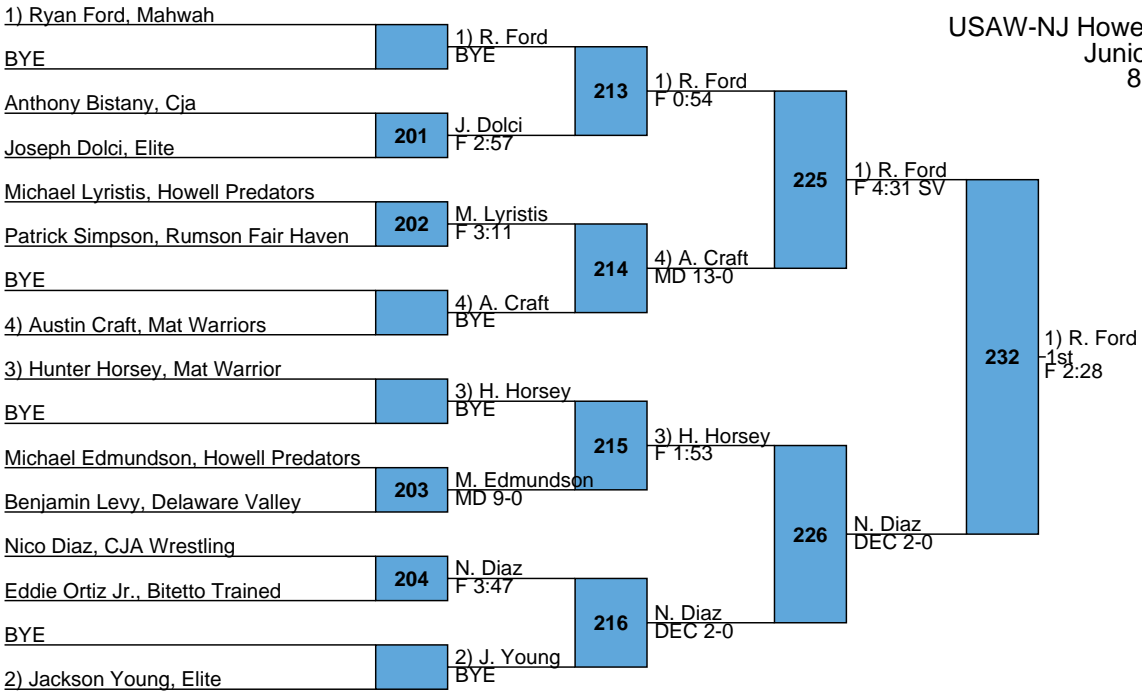 1) Ryan Ford, Mahwah
BYE
Anthony Bistany, Cja
Joseph Dolci, Elite
Michael Lyristis, Howell Predators
Patrick Simpson, Rumson Fair Haven
BYE
4) Austin Craft, Mat Warriors
3) Hunter Horsey, Mat Warrior
BYE
Michael Edmundson, Howell Predators
Benjamin Levy, Delaware Valley
Nico Diaz, CJA Wrestling
Eddie Ortiz Jr., Bitetto Trained
BYE
2) Jackson Young, Elite
201
202
203
204
1) R. Ford
BYE
J. Dolci
F 2:57
M. Lyristis
F 3:11
4) A. Craft
BYE
3) H. Horsey
BYE
M. Edmundson
MD 9-0
N. Diaz
F 3:47
2) J. Young
BYE
213
214
215
216
1) R. Ford
F 0:54
4) A. Craft
MD 13-0
3) H. Horsey
F 1:53
N. Diaz
DEC 2-0
225
226
1) R. Ford
F 4:31 SV
N. Diaz
DEC 2-0
232
1) R. Ford
1st
F 2:28
USAW-NJ Howe
Junio
8